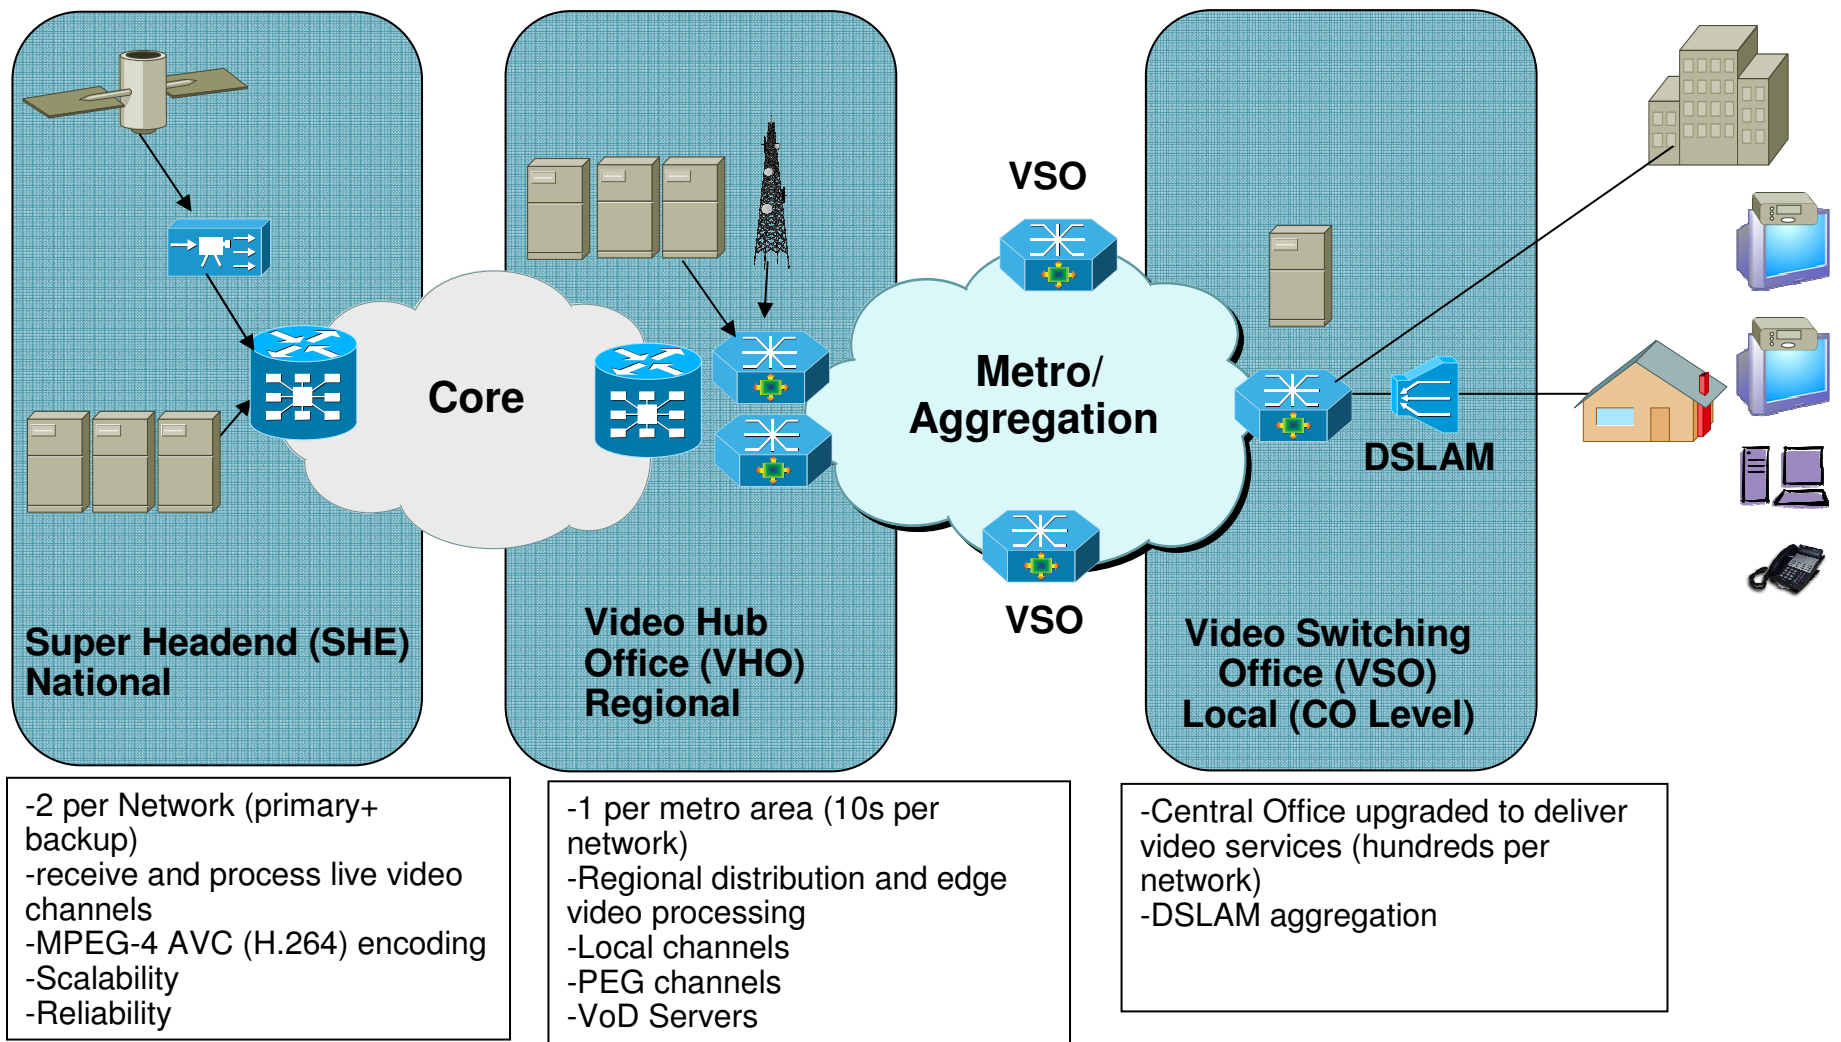 VSO
Core
Metro/
Aggregation
DSLAM
VSO
Super Headend (SHE)
National
Video Hub
Office (VHO)
Regional
Video Switching
Office (VSO)
Local (CO Level)
-2 per Network (primary+
backup)
-receive and process live video
channels
-MPEG-4 AVC (H.264) encoding
-Scalability
-Reliability
-1 per metro area (10s per
network)
-Regional distribution and edge
video processing
-Local channels
-PEG channels
-VoD Servers
-Central Office upgraded to deliver
video services (hundreds per
network)
-DSLAM aggregation